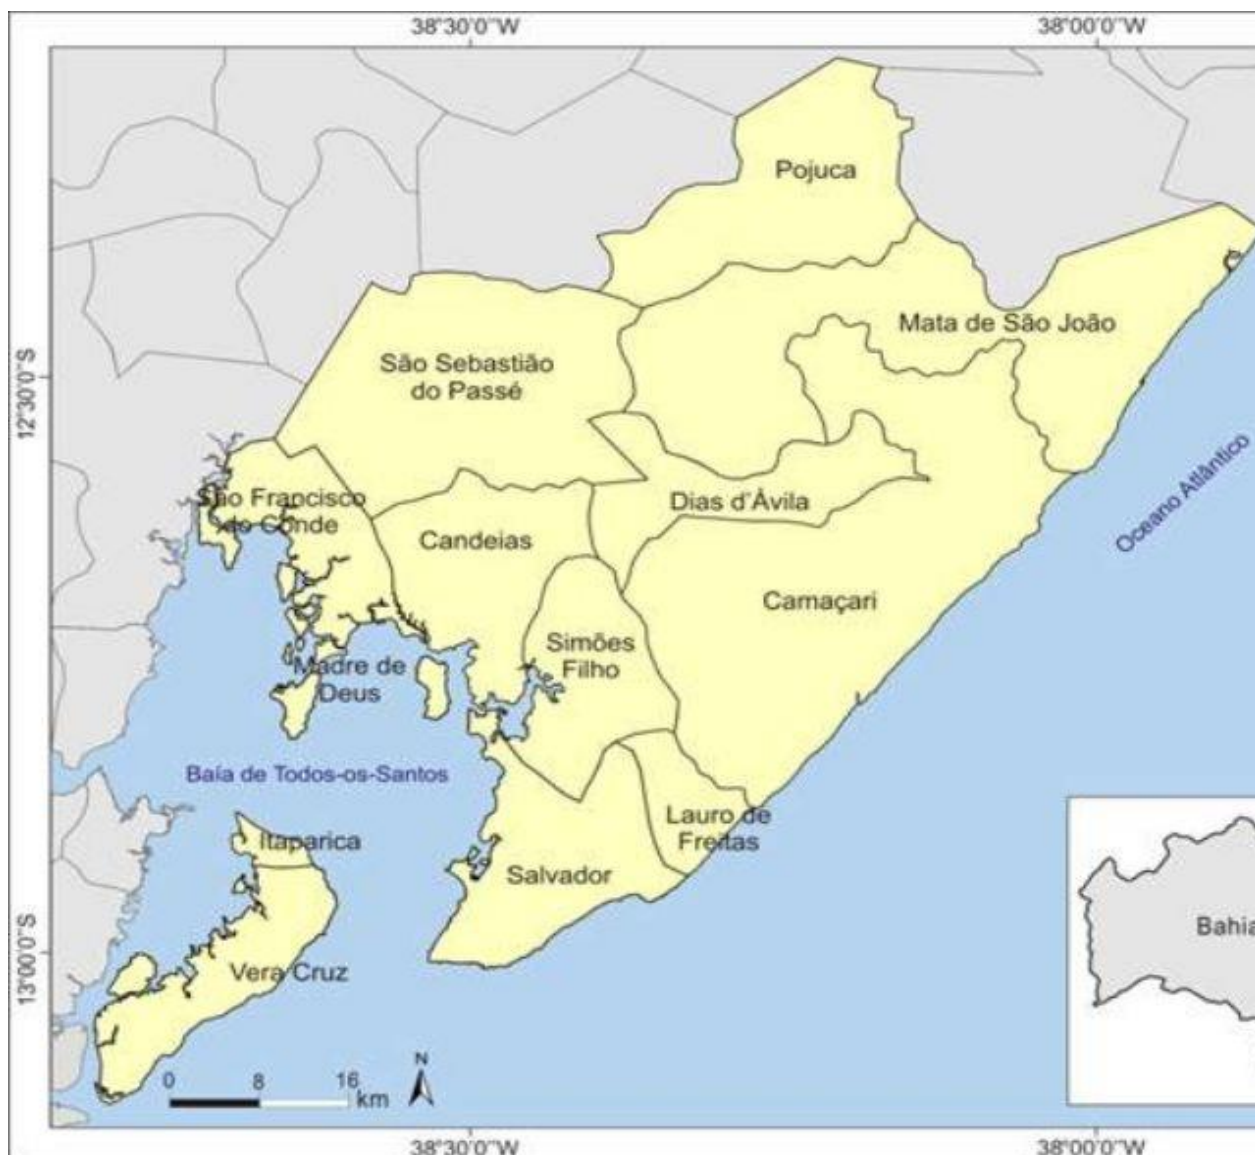 38°30'0"W
38°00'0"W
Pojuca
Mata de São João
São Sebastião
do Passé
12°30'0"S
Oceano Atlântico
São Francisco
do Conde
Dias d'Ávila
Candeias
Camaçari
Simões
Filho
Madre de
Deus
Baía de Todos-os-Santos
Lauro de
Freitas
Itaparica
Salvador
Bahia
13°00'0"S
Vera Cruz
N
0 8 16
km
38°30'0"W
38°00'0"W